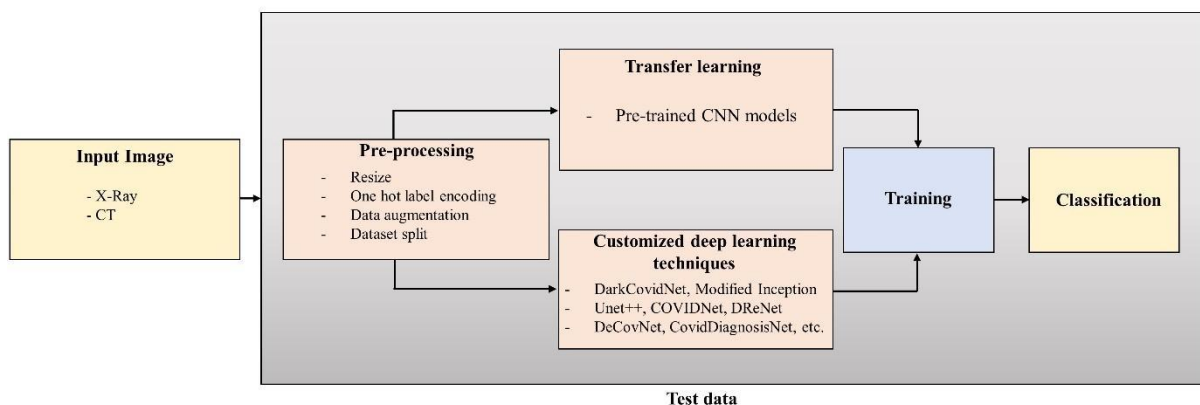 Input Image
- X-Ray
- CT
Pre-processing
- Resize
- One hot label encoding
- Data augmentation
- Dataset split
Transfer learning
- Pre-trained CNN models
Customized deep learning
techniques
- DarkCovidNet, Modified Inception
- Unet++, COVIDNet, DReNet
- DeCovNet, CovidDiagnosisNet, etc.
Training
Classification
Test data